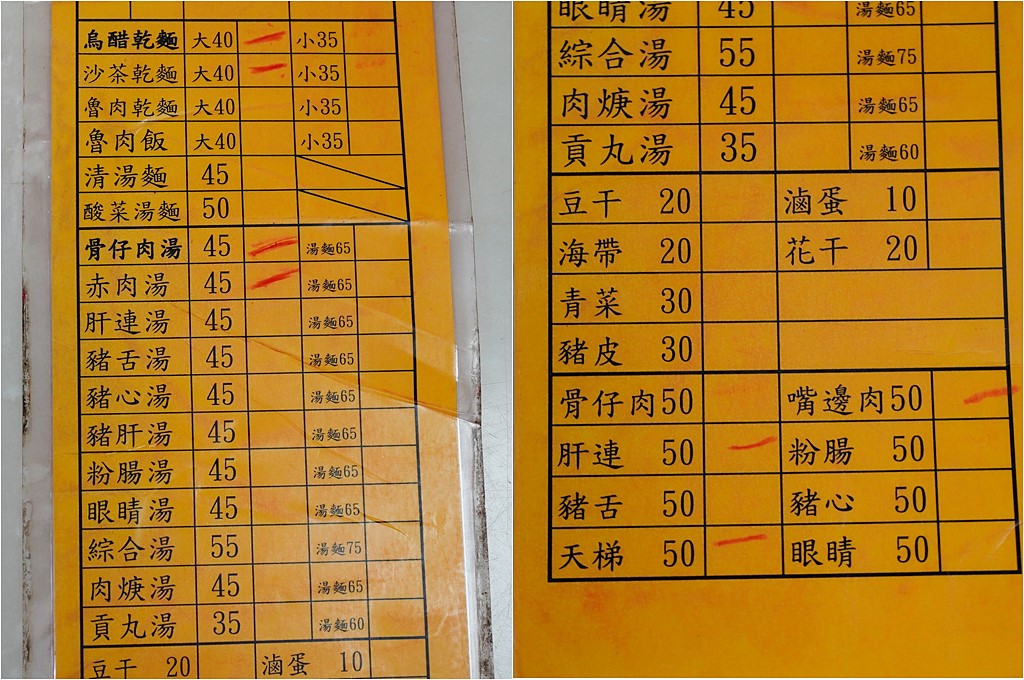 烏醋乾麵 大40 小35
沙茶乾麵 大40 小35
魯肉乾麵 大40 小35
魯肉飯 大40 小35
清湯麵 45
酸菜湯麵 50
骨仔肉湯 45 湯麵65
赤肉湯 45 湯麵65
肝連湯 45 湯麵65
豬舌湯 45 湯麵65
豬心湯 45 湯麵65
豬肝湯 45 湯麵65
粉腸湯 45 湯麵65
眼睛湯 45 湯麵65
綜合湯 55 湯麵75
肉焿湯 45 湯麵65
貢丸湯 35 湯麵60
豆干 20 滷蛋 10
眼睛湯 45 湯麵65
綜合湯 55 湯麵75
肉焿湯 45 湯麵65
貢丸湯 35 湯麵60
豆干 20 滷蛋 10
海帶 20 花干 20
青菜 30
豬皮 30
骨仔肉50 嘴邊肉50
肝連 50 粉腸 50
豬舌 50 豬心 50
天梯 50 眼睛 50